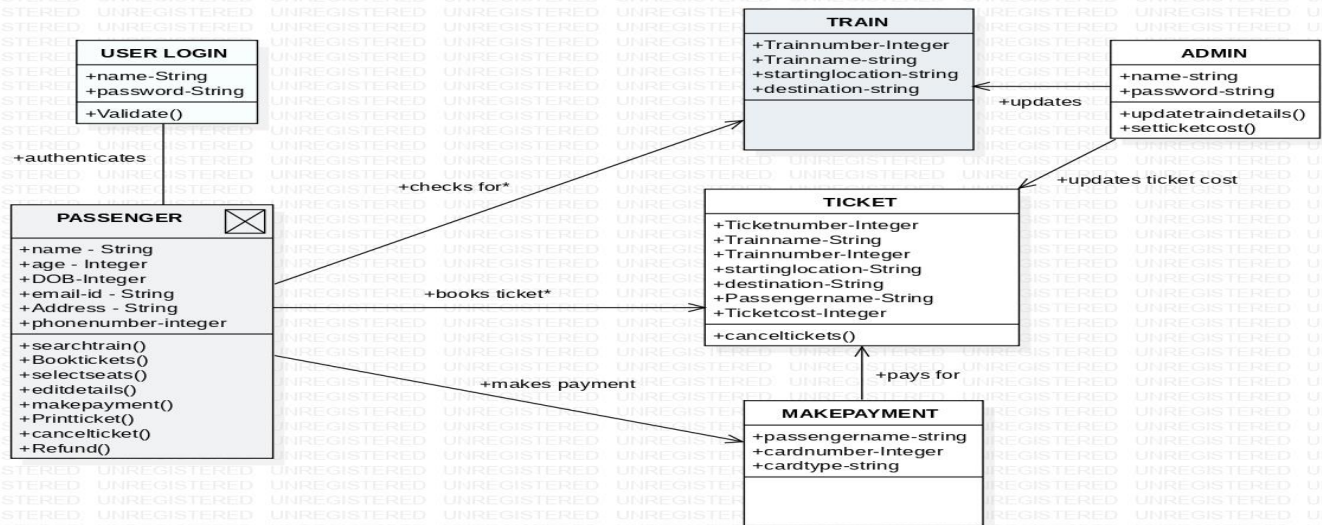 USER LOGIN
+name-String
+password-String
+Validate()
+authenticates
PASSENGER
+name - String
+age - Integer
+DOB-Integer
+email-id - String
+Address - String
+phonenumber-integer
+searchtrain()
+Booktickets()
+selectseats()
+editdetails()
+makepayment()
+Printticket()
+cancelticket()
+Refund()
+checks for*
+books ticket*
+makes payment
TRAIN
+Trainnumber-Integer
+Trainname-string
+startinglocation-string
+destination-string
+updates
ADMIN
+name-string
+password-string
+updatetraindetails()
+setticketcost()
+updates ticket cost
TICKET
+Ticketnumber-Integer
+Trainname-String
+Trainnumber-Integer
+startinglocation-String
+destination-String
+Passengername-String
+Ticketcost-Integer
+canceltickets()
+pays for
MAKEPAYMENT
+passengername-string
+cardnumber-Integer
+cardtype-string
UNREGISTERED